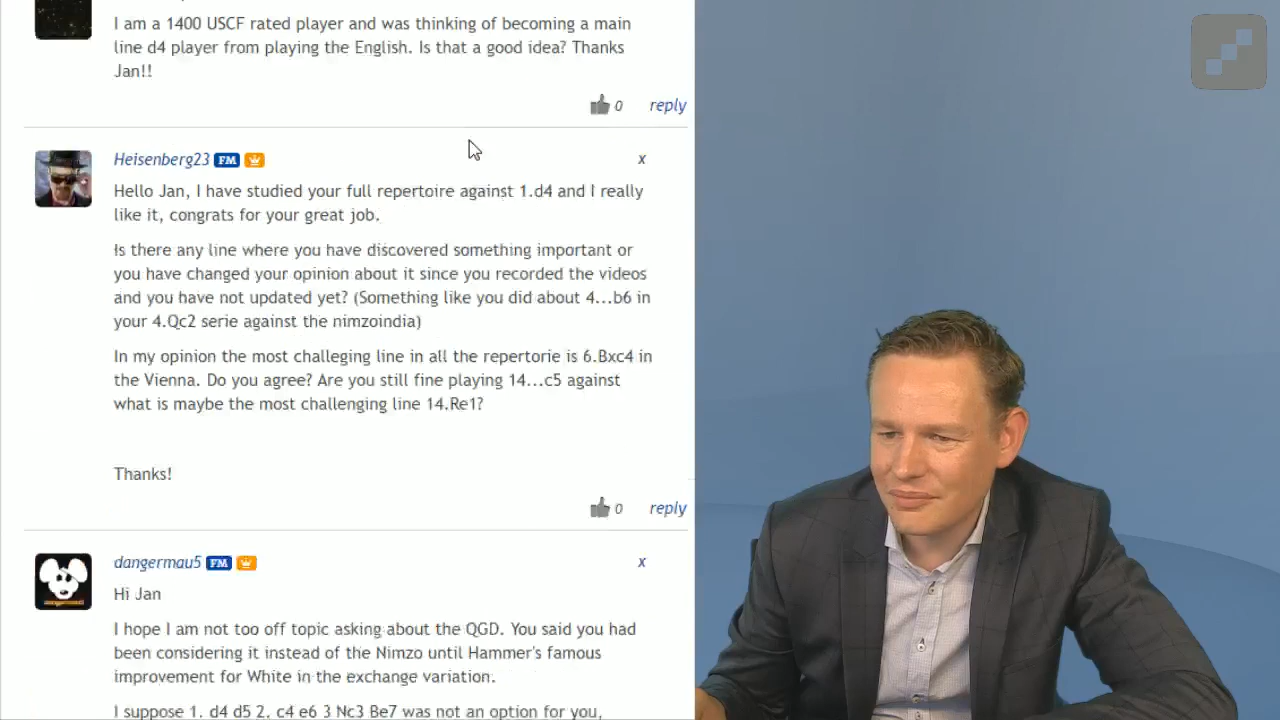 I am a 1400 USCF rated player and was thinking of becoming a main
line d4 player from playing the English. Is that a good idea? Thanks
Jan!!
0 reply
Heisenberg23 FM x
Hello Jan, I have studied your full repertoire against 1.d4 and I really
like it, congrats for your great job.
Is there any line where you have discovered something important or
you have changed your opinion about it since you recorded the videos
and you have not updated yet? (Something like you did about 4...b6 in
your 4.Qc2 serie against the nimzoindia)
In my opinion the most challeging line in all the repertorie is 6.Bxc4 in
the Vienna. Do you agree? Are you still fine playing 14...c5 against
what is maybe the most challenging line 14.Re1?
Thanks!
0 reply
dangermau5 FM x
Hi Jan
I hope I am not too off topic asking about the QGD. You said you had
been considering it instead of the Nimzo until Hammer's famous
improvement for White in the exchange variation.
I suppose 1. d4 d5 2, c4 e6 3 Nc3 Be7 was not an option for you,